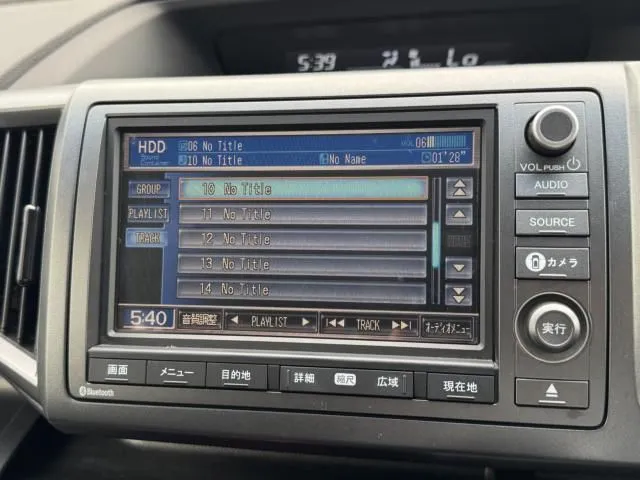 5:39 Lo
HDD 06 No Title VOL 06
Sound Container 10 No Title No Name 01'28"
GROUP 10 No Title
PLAYLIST 11 No Title
TRACK 12 No Title
13 No Title
14 No Title
5:40 音質調整 ◀ PLAYLIST ▶ I◀◀ TRACK ▶▶I オーディオメニュー
画面 メニュー 目的地 詳細 縮尺 広域 現在地
Bluetooth
VOL PUSH
AUDIO
SOURCE
カメラ
実行